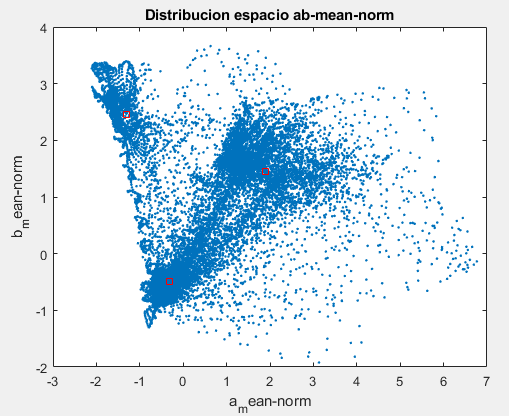 Distribucion espacio ab-mean-norm
4
3
2
1
0
-1
-2
b_mean-norm
-3 -2 -1 0 1 2 3 4 5 6 7
a_mean-norm